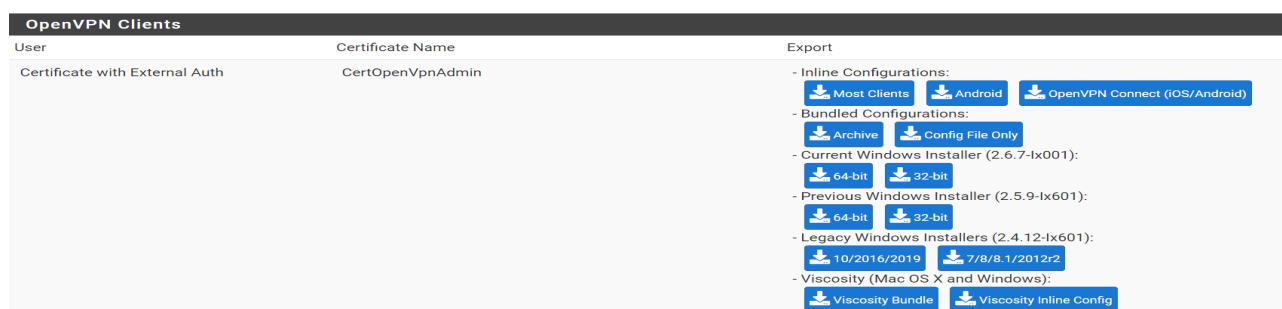 OpenVPN Clients
User Certificate Name Export
Certificate with External Auth CertOpenVpnAdmin - Inline Configurations:
Most Clients Android OpenVPN Connect (iOS/Android)
- Bundled Configurations:
Archive Config File Only
- Current Windows Installer (2.6.7-Ix001):
64-bit 32-bit
- Previous Windows Installer (2.5.9-Ix601):
64-bit 32-bit
- Legacy Windows Installers (2.4.12-Ix601):
10/2016/2019 7/8/8.1/2012r2
- Viscosity (Mac OS X and Windows):
Viscosity Bundle Viscosity Inline Config